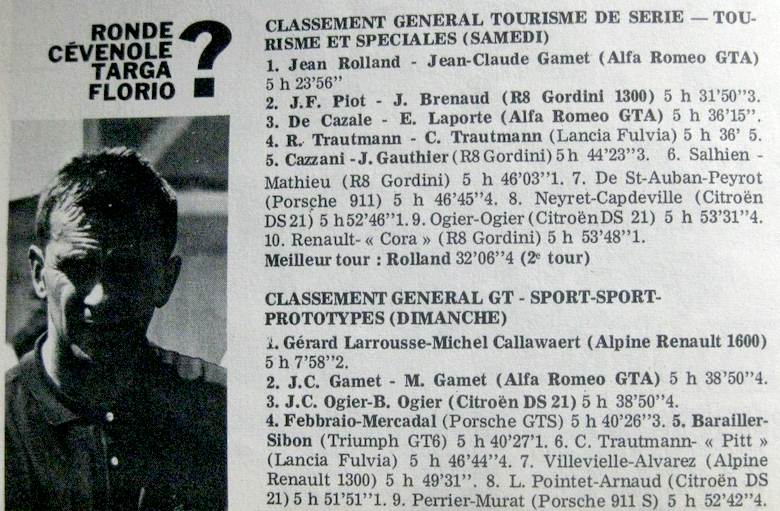 RONDE
CÉVENOLE
TARGA
FLORIO
?
CLASSEMENT GENERAL TOURISME DE SERIE — TOU-
RISME ET SPECIALES (SAMEDI)
1. Jean Rolland - Jean-Claude Gamet (Alfa Romeo GTA)
5 h 23'56''
2. J.F. Piot - J. Brenaud (R8 Gordini 1300) 5 h 31'50''3.
3. De Cazale - E. Laporte (Alfa Romeo GTA) 5 h 36'15''.
4. R. Trautmann - C. Trautmann (Lancia Fulvia) 5 h 36' 5.
5. Cazzani - J. Gauthier (R8 Gordini) 5 h 44'23''3. 6. Salhien -
Mathieu (R8 Gordini) 5 h 46'03''1. 7. De St-Auban-Peyrot
(Porsche 911) 5 h 46'45''4. 8. Neyret-Capdeville (Citroën
DS 21) 5 h52'46''1. 9. Ogier-Ogier (Citroën DS 21) 5 h 53'31''4.
10. Renault- « Cora » (R8 Gordini) 5 h 53'48''1.
Meilleur tour : Rolland 32'06''4 (2e tour)
CLASSEMENT GENERAL GT - SPORT-SPORT-
PROTOTYPES (DIMANCHE)
1. Gérard Larrousse-Michel Callawaert (Alpine Renault 1600)
5 h 7'58''2.
2. J.C. Gamet - M. Gamet (Alfa Romeo GTA) 5 h 38'50''4.
3. J.C. Ogier-B. Ogier (Citroën DS 21) 5 h 38'50''4.
4. Febbraio-Mercadal (Porsche GTS) 5 h 40'26''3. 5. Barailler-
Sibon (Triumph GT6) 5 h 40'27'1. 6. C. Trautmann- « Pitt »
(Lancia Fulvia) 5 h 46'44''4. 7. Villevielle-Alvarez (Alpine
Renault 1300) 5 h 49'31''. 8. L. Pointet-Arnaud (Citroën DS
21) 5 h 51'51''1. 9. Perrier-Murat (Porsche 911 S) 5 h 52'42''4.